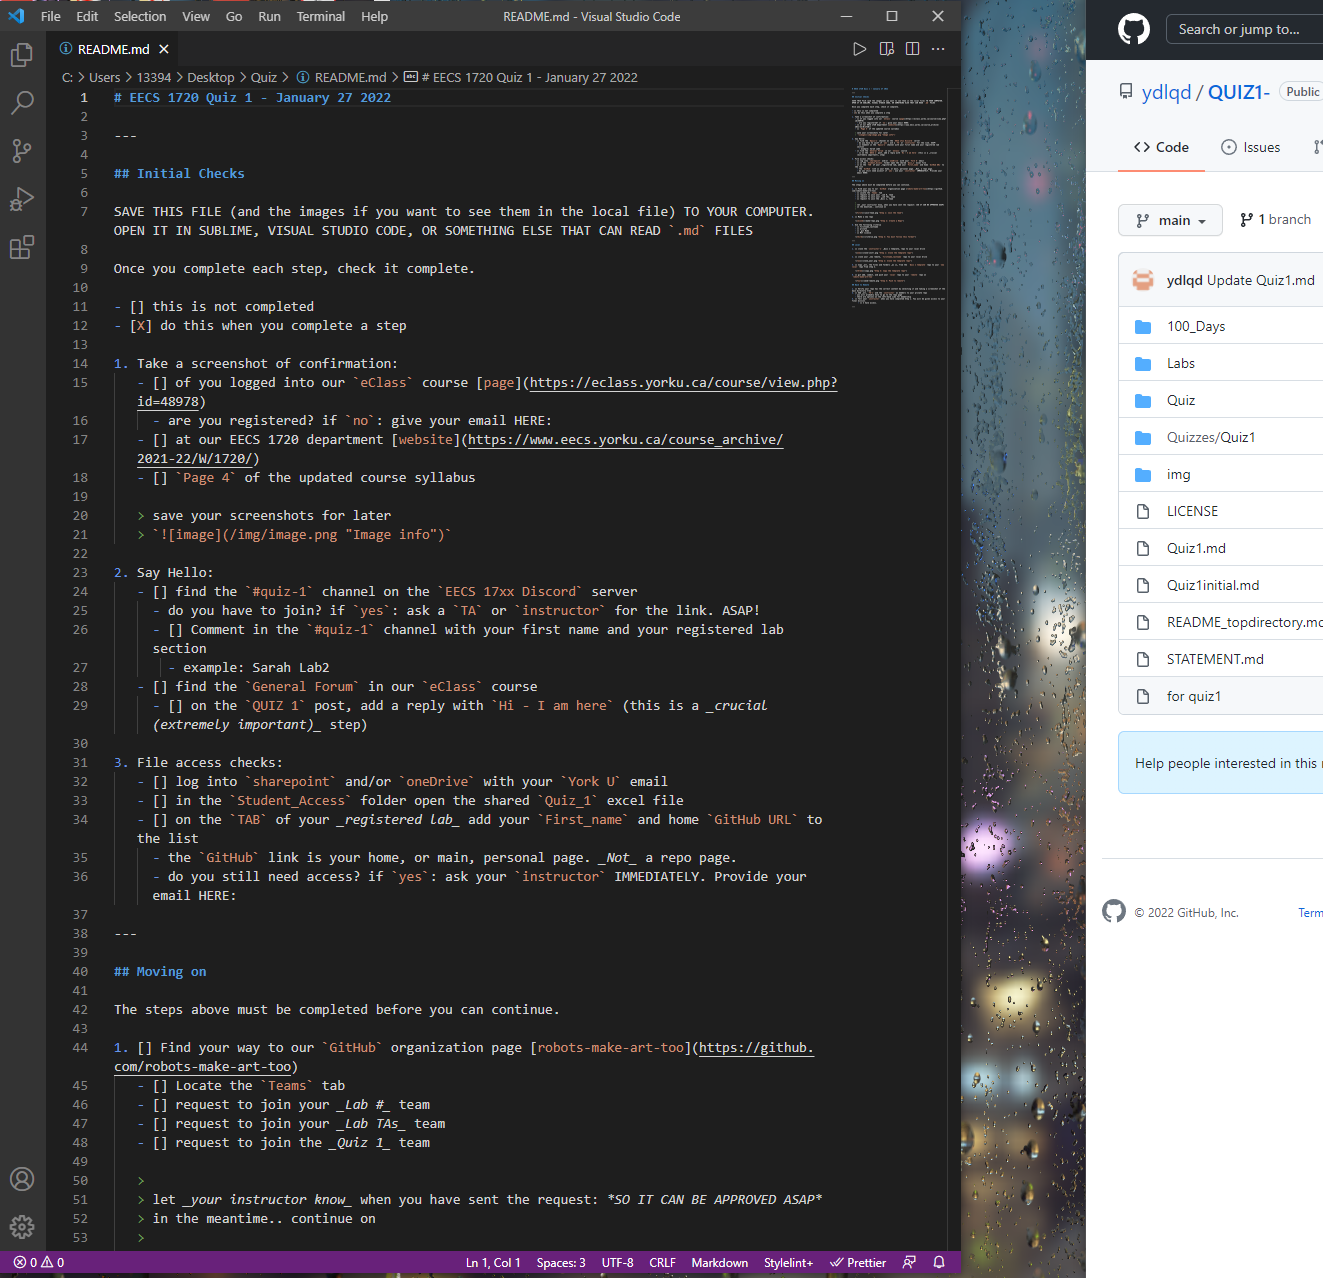 File Edit Selection View Go Run Terminal Help README.md - Visual Studio Code
README.md
C: > Users > 13394 > Desktop > Quiz > README.md > # EECS 1720 Quiz 1 - January 27 2022
1 # EECS 1720 Quiz 1 - January 27 2022
2
3 ---
4
5 ## Initial Checks
6
7 SAVE THIS FILE (and the images if you want to see them in the local file) TO YOUR COMPUTER.
OPEN IT IN SUBLIME, VISUAL STUDIO CODE, OR SOMETHING ELSE THAT CAN READ `.md` FILES
8
9 Once you complete each step, check it complete.
10
11 - [] this is not completed
12 - [X] do this when you complete a step
13
14 1. Take a screenshot of confirmation:
15 - [] of you logged into our `eClass` course [page](https://eclass.yorku.ca/course/view.php?
id=48978)
16 - are you registered? if `no`: give your email HERE:
17 - [] at our EECS 1720 department [website](https://www.eecs.yorku.ca/course_archive/
2021-22/W/1720/)
18 - [] `Page 4` of the updated course syllabus
19
20 > save your screenshots for later
21 > `![image](/img/image.png "Image info")`
22
23 2. Say Hello:
24 - [] find the `#quiz-1` channel on the `EECS 17xx Discord` server
25 - do you have to join? if `yes`: ask a `TA` or `instructor` for the link. ASAP!
26 - [] Comment in the `#quiz-1` channel with your first name and your registered lab
section
27 - example: Sarah Lab2
28 - [] find the `General Forum` in our `eClass` course
29 - [] on the `QUIZ 1` post, add a reply with `Hi - I am here` (this is a _crucial
(extremely important)_ step)
30
31 3. File access checks:
32 - [] log into `sharepoint` and/or `oneDrive` with your `York U` email
33 - [] in the `Student_Access` folder open the shared `Quiz_1` excel file
34 - [] on the `TAB` of your _registered lab_ add your `First_name` and home `GitHub URL` to
the list
35 - the `GitHub` link is your home, or main, personal page. _Not_ a repo page.
36 - do you still need access? if `yes`: ask your `instructor` IMMEDIATELY. Provide your
email HERE:
37
38 ---
39
40 ## Moving on
41
42 The steps above must be completed before you can continue.
43
44 1. [] Find your way to our `GitHub` organization page [robots-make-art-too](https://github.
com/robots-make-art-too)
45 - [] Locate the `Teams` tab
46 - [] request to join your _Lab #_ team
47 - [] request to join your _Lab TAs_ team
48 - [] request to join the _Quiz 1_ team
49
50 >
51 > let _your instructor know_ when you have sent the request: *SO IT CAN BE APPROVED ASAP*
52 > in the meantime.. continue on
53 >
0 0 Ln 1, Col 1 Spaces: 3 UTF-8 CRLF Markdown Stylelint+ Prettier
Search or jump to...
ydlqd / QUIZ1- Public
Code Issues
main 1 branch
ydlqd Update Quiz1.md
100_Days
Labs
Quiz
Quizzes/Quiz1
img
LICENSE
Quiz1.md
Quiz1initial.md
README_topdirectory.md
STATEMENT.md
for quiz1
Help people interested in this
© 2022 GitHub, Inc. Term